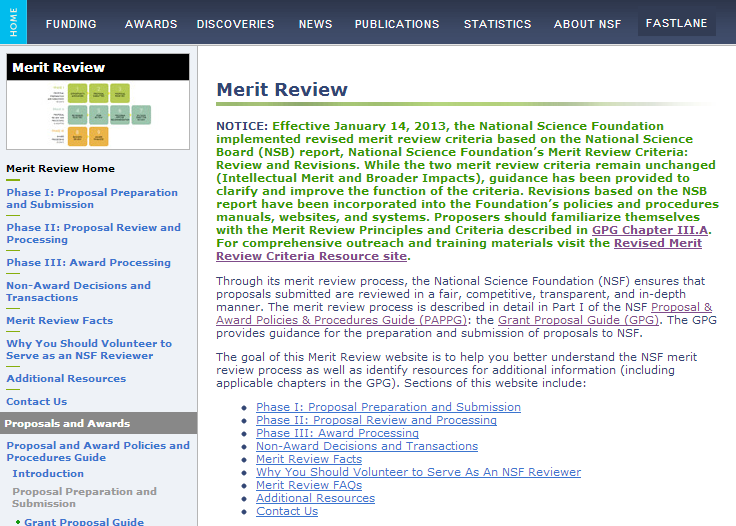 HOME
FUNDING AWARDS DISCOVERIES NEWS PUBLICATIONS STATISTICS ABOUT NSF FASTLANE
Merit Review
Merit Review Home
Phase I: Proposal Preparation
and Submission
Phase II: Proposal Review and
Processing
Phase III: Award Processing
Non-Award Decisions and
Transactions
Merit Review Facts
Why You Should Volunteer to
Serve as an NSF Reviewer
Additional Resources
Contact Us
Proposals and Awards
Proposal and Award Policies and
Procedures Guide
Introduction
Proposal Preparation and
Submission
Grant Proposal Guide
Merit Review
NOTICE: Effective January 14, 2013, the National Science Foundation
implemented revised merit review criteria based on the National Science
Board (NSB) report, National Science Foundation's Merit Review Criteria:
Review and Revisions. While the two merit review criteria remain unchanged
(Intellectual Merit and Broader Impacts), guidance has been provided to
clarify and improve the function of the criteria. Revisions based on the NSB
report have been incorporated into the Foundation's policies and procedures
manuals, websites, and systems. Proposers should familiarize themselves
with the Merit Review Principles and Criteria described in GPG Chapter III.A.
For comprehensive outreach and training materials visit the Revised Merit
Review Criteria Resource site.
Through its merit review process, the National Science Foundation (NSF) ensures that
proposals submitted are reviewed in a fair, competitive, transparent, and in-depth
manner. The merit review process is described in detail in Part I of the NSF Proposal &
Award Policies & Procedures Guide (PAPPG): the Grant Proposal Guide (GPG). The GPG
provides guidance for the preparation and submission of proposals to NSF.
The goal of this Merit Review website is to help you better understand the NSF merit
review process as well as identify resources for additional information (including
applicable chapters in the GPG). Sections of this website include:
Phase I: Proposal Preparation and Submission
Phase II: Proposal Review and Processing
Phase III: Award Processing
Non-Award Decisions and Transactions
Merit Review Facts
Why You Should Volunteer to Serve As An NSF Reviewer
Merit Review FAQs
Additional Resources
Contact Us